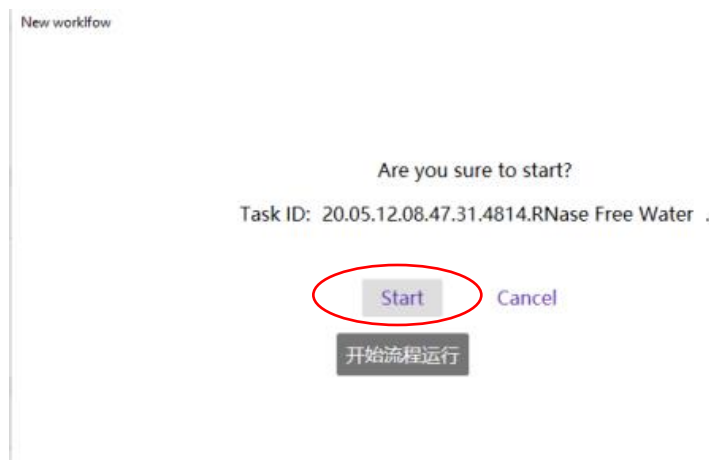 New worklfow
Are you sure to start?
Task ID: 20.05.12.08.47.31.4814.RNase Free Water .
Start Cancel
开始流程运行